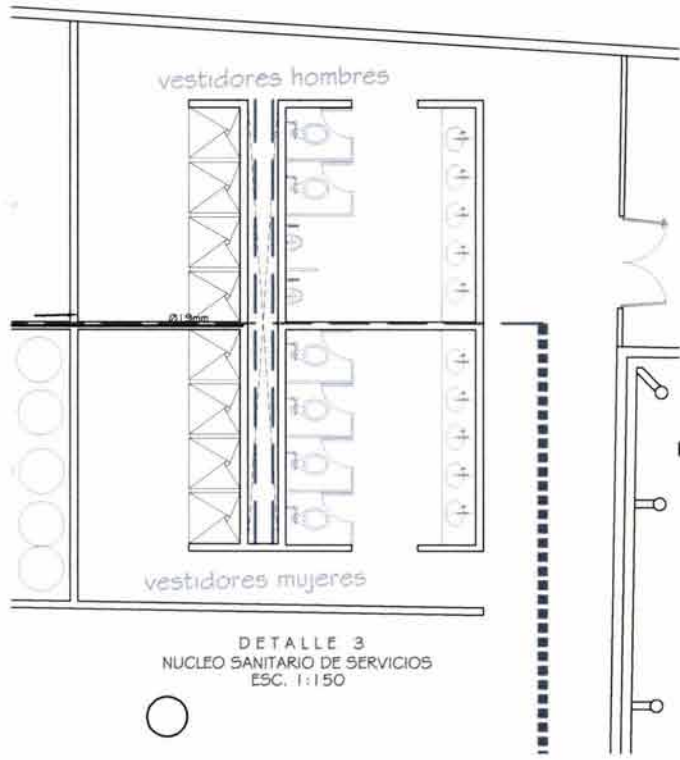 vestidores hombres
Ø19mm
vestidores mujeres
DETALLE 3
NUCLEO SANITARIO DE SERVICIOS
ESC. 1:150